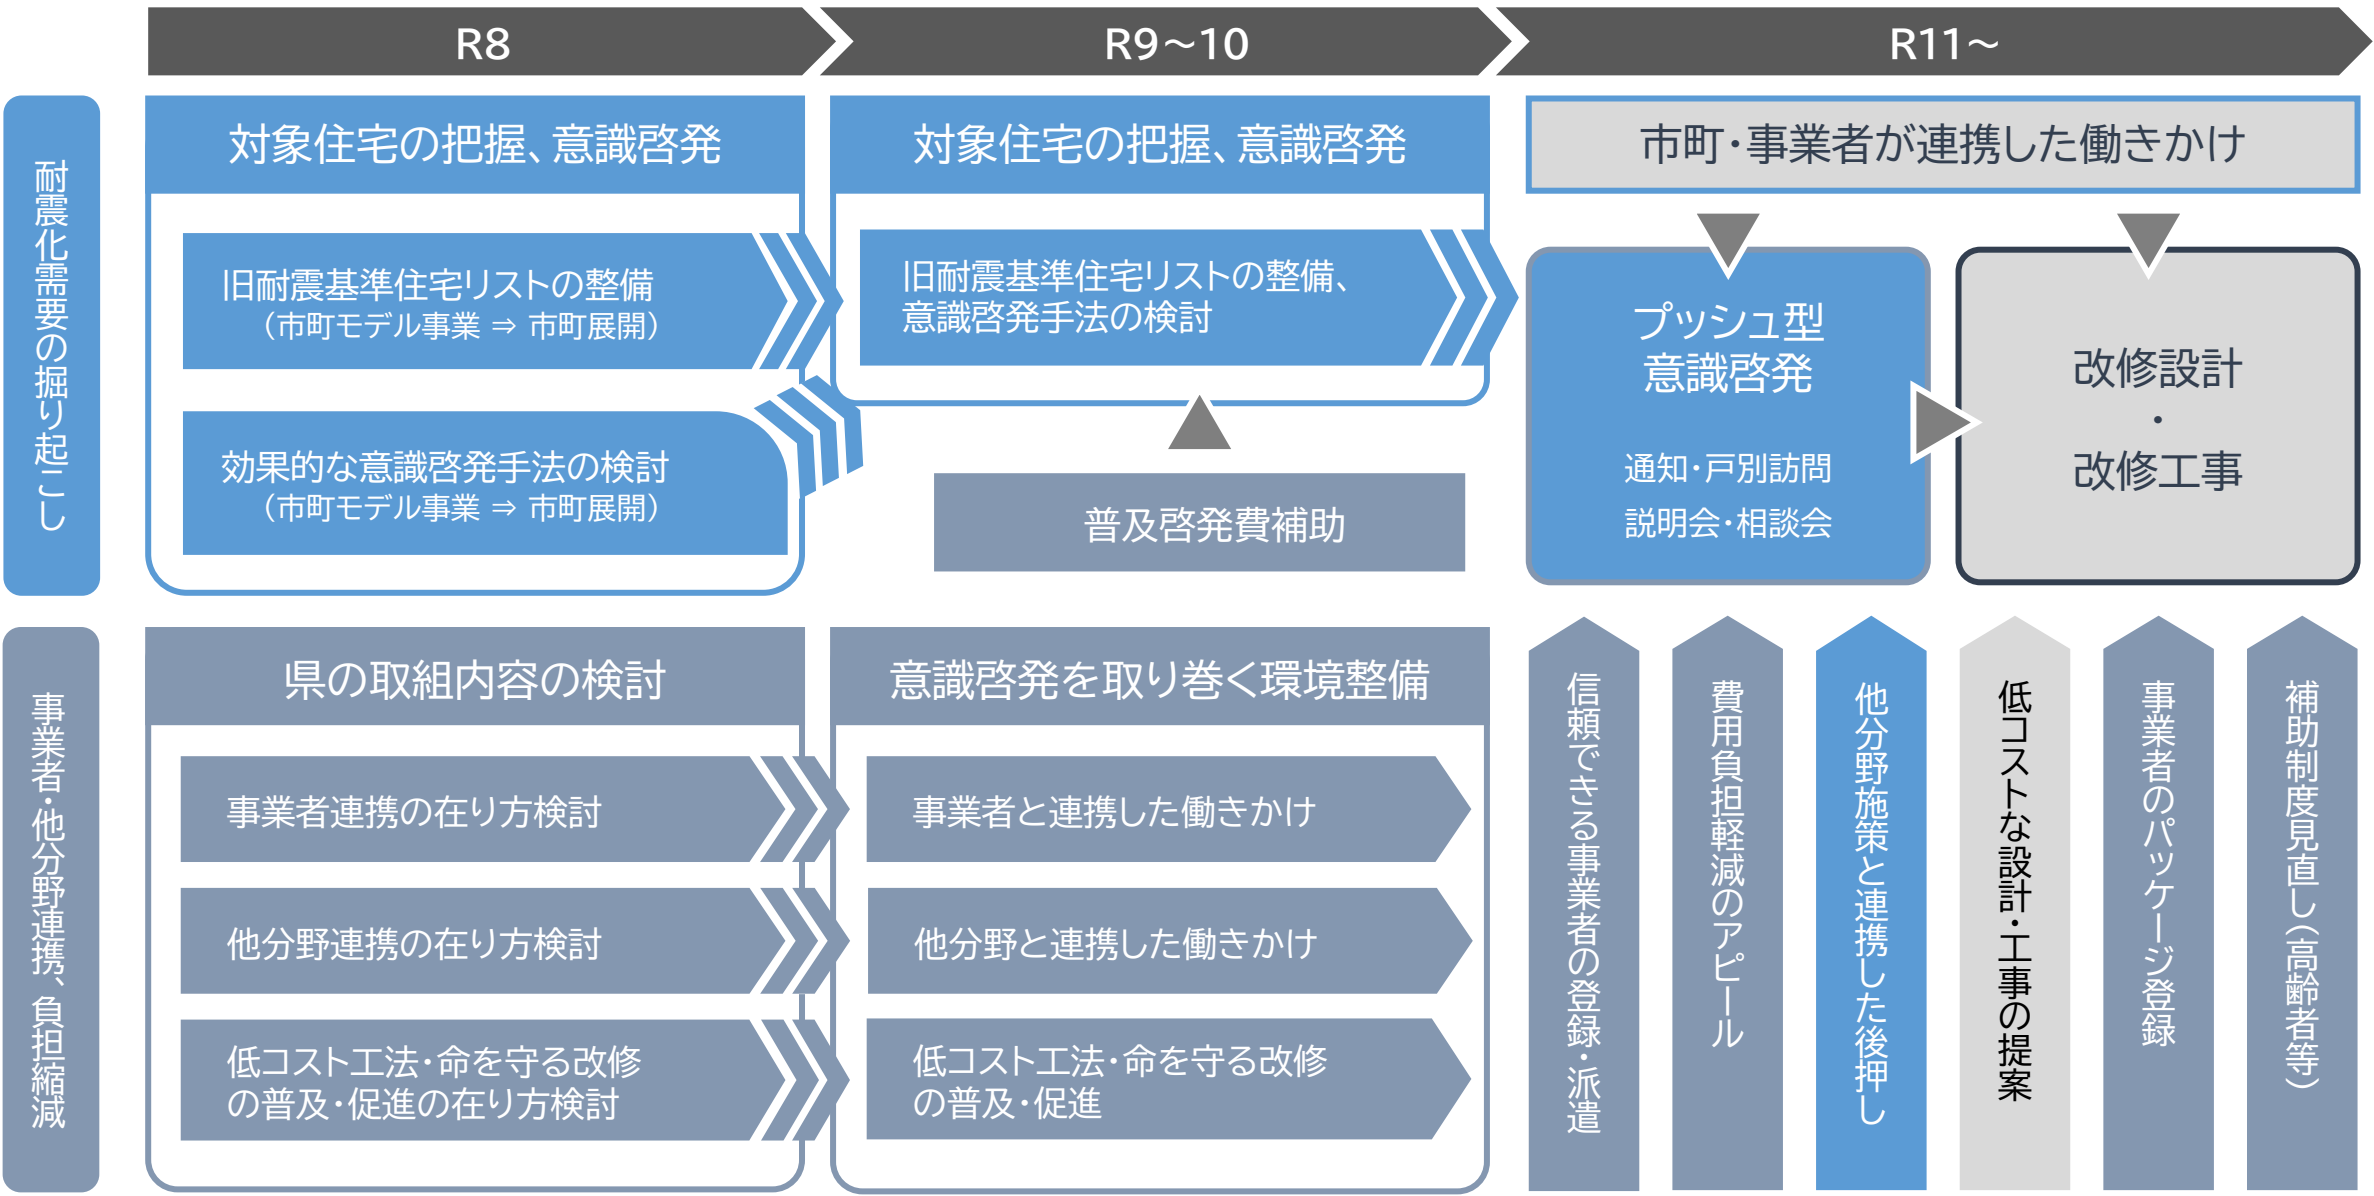 R8
R9～10
R11～
耐震化需要の掘り起こし
対象住宅の把握、意識啓発
旧耐震基準住宅リストの整備
（市町モデル事業 ⇒ 市町展開）
効果的な意識啓発手法の検討
（市町モデル事業 ⇒ 市町展開）
対象住宅の把握、意識啓発
旧耐震基準住宅リストの整備、
意識啓発手法の検討
普及啓発費補助
市町・事業者が連携した働きかけ
プッシュ型
意識啓発
通知・戸別訪問
説明会・相談会
改修設計
・
改修工事
事業者・他分野連携、負担縮減
県の取組内容の検討
事業者連携の在り方検討
他分野連携の在り方検討
低コスト工法・命を守る改修
の普及・促進の在り方検討
意識啓発を取り巻く環境整備
事業者と連携した働きかけ
他分野と連携した働きかけ
低コスト工法・命を守る改修
の普及・促進
信頼できる事業者の登録・派遣
費用負担軽減のアピール
他分野施策と連携した後押し
低コストな設計・工事の提案
事業者のパッケージ登録
補助制度見直し（高齢者等）